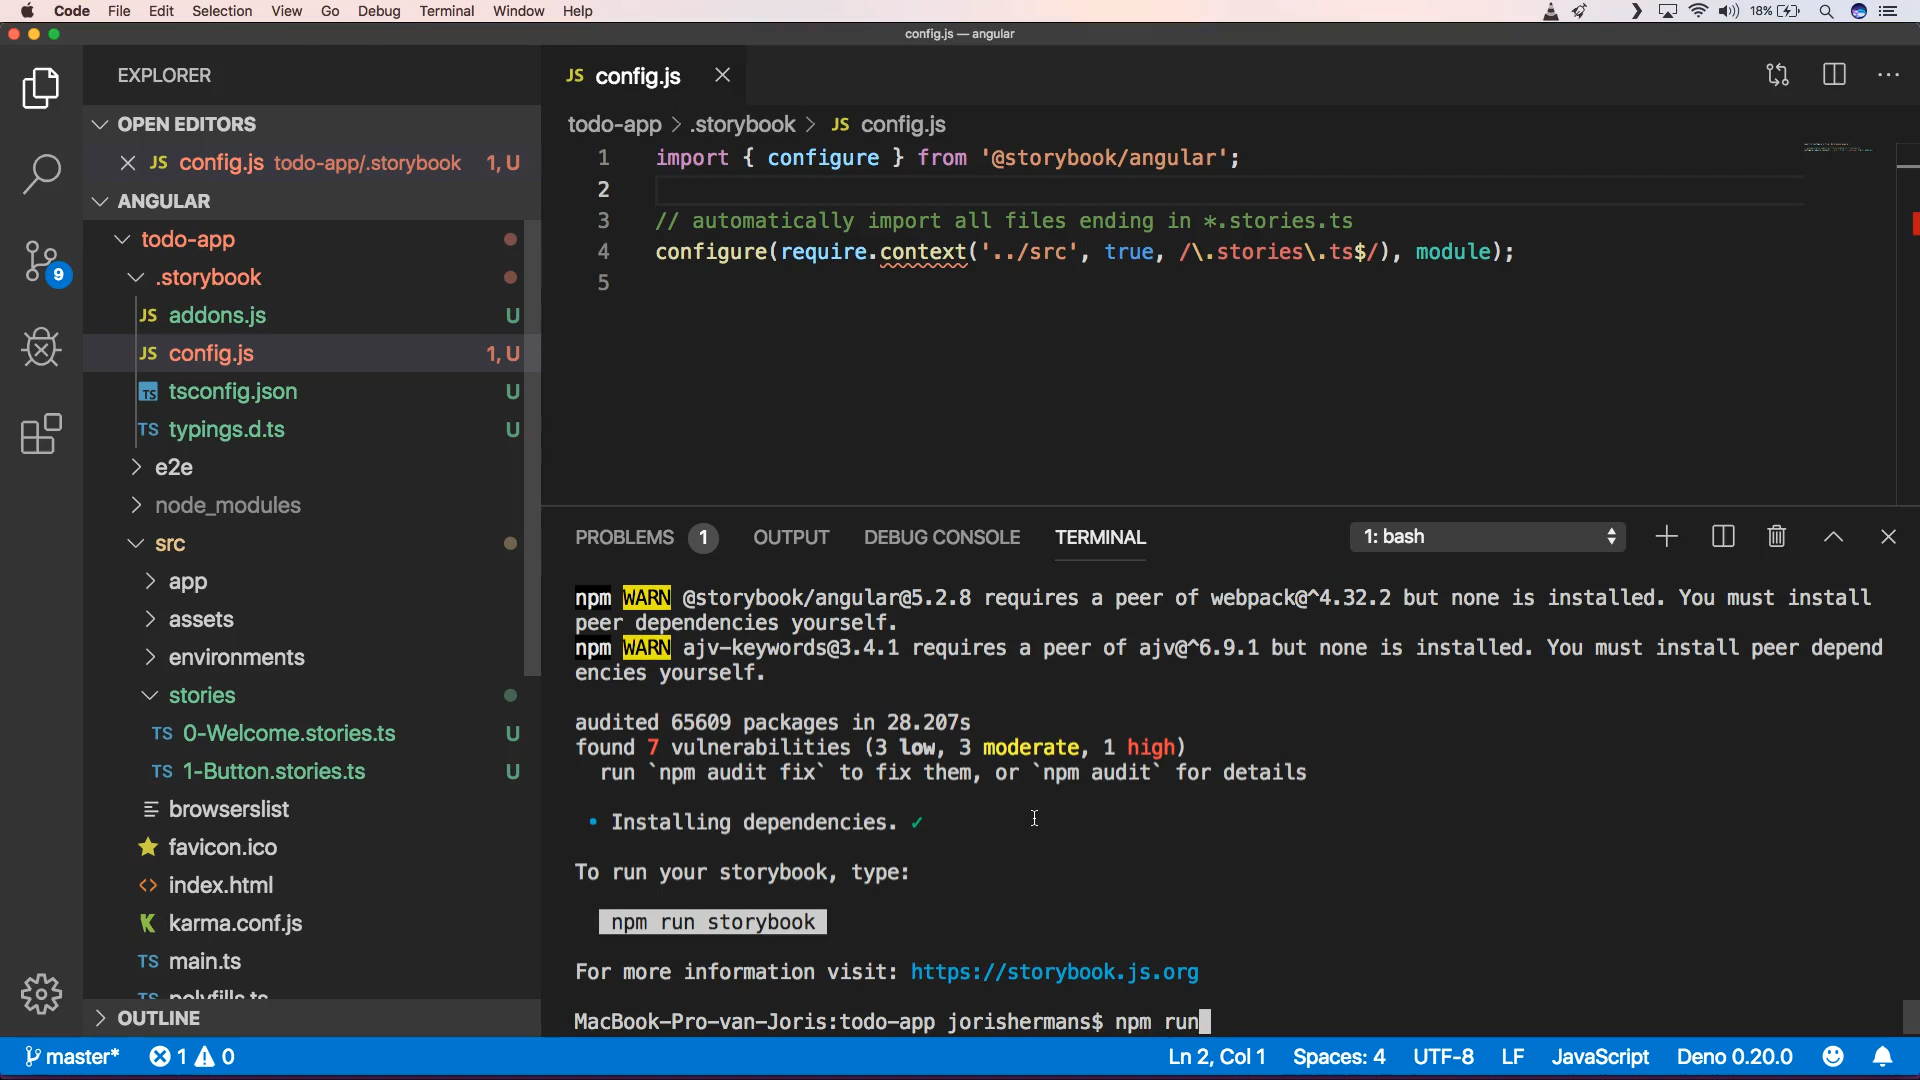 Code File Edit Selection View Go Debug Terminal Window Help
18%
config.js — angular
EXPLORER
OPEN EDITORS
JS config.js todo-app/.storybook 1, U
ANGULAR
todo-app
.storybook
JS addons.js U
JS config.js 1, U
TS tsconfig.json U
TS typings.d.ts U
e2e
node_modules
src
app
assets
environments
stories
TS 0-Welcome.stories.ts U
TS 1-Button.stories.ts U
browserslist
favicon.ico
<> index.html
karma.conf.js
TS main.ts
TS polyfills.ts
OUTLINE
9
JS config.js
todo-app > .storybook > JS config.js
1 import { configure } from '@storybook/angular';
2
3 // automatically import all files ending in *.stories.ts
4 configure(require.context('../src', true, /\.stories\.ts$/), module);
5
PROBLEMS 1 OUTPUT DEBUG CONSOLE TERMINAL 1: bash
npm WARN @storybook/angular@5.2.8 requires a peer of webpack@^4.32.2 but none is installed. You must install
peer dependencies yourself.
npm WARN ajv-keywords@3.4.1 requires a peer of ajv@^6.9.1 but none is installed. You must install peer depend
encies yourself.
audited 65609 packages in 28.207s
found 7 vulnerabilities (3 low, 3 moderate, 1 high)
run `npm audit fix` to fix them, or `npm audit` for details
• Installing dependencies. ✓
To run your storybook, type:
npm run storybook
For more information visit: https://storybook.js.org
MacBook-Pro-van-Joris:todo-app jorishermans$ npm run
master* 1 0 Ln 2, Col 1 Spaces: 4 UTF-8 LF JavaScript Deno 0.20.0